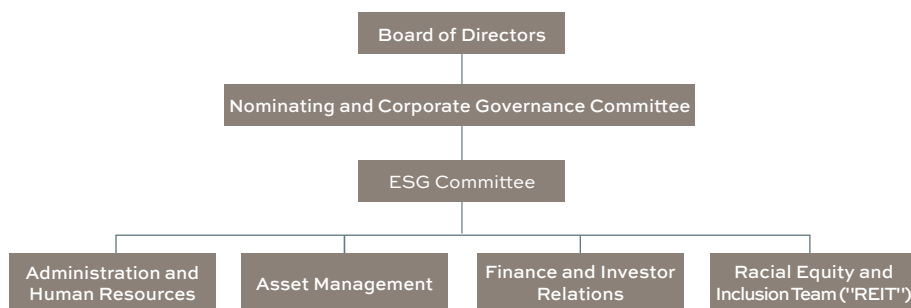 Board of Directors
Nominating and Corporate Governance Committee
ESG Committee
Administration and
Human Resources
Asset Management
Finance and Investor
Relations
Racial Equity and
Inclusion Team ("REIT")